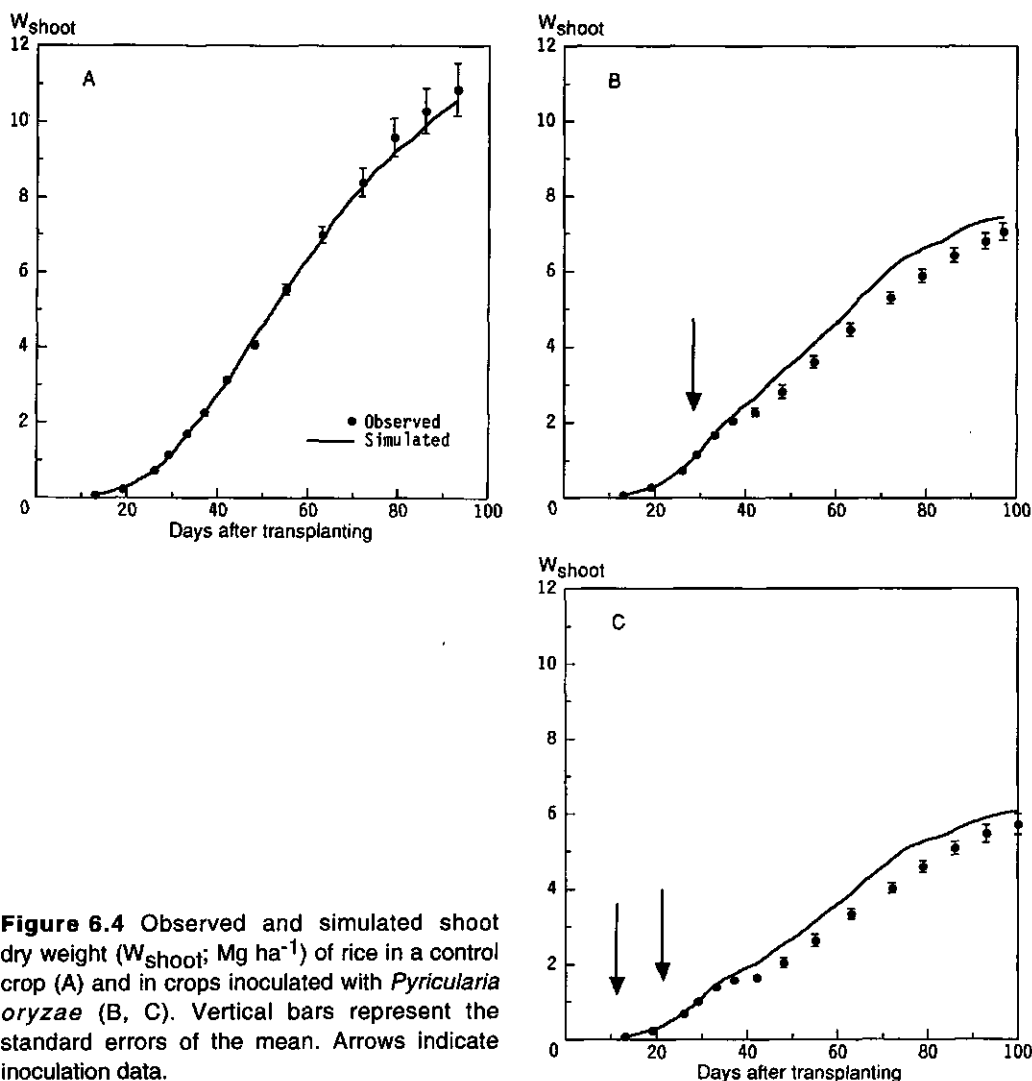 W_shoot
12
10
8
6
4
2
0
A
● Observed
— Simulated
20 40 60 80 100
Days after transplanting
W_shoot
12
10
8
6
4
2
0
B
20 40 60 80 100
W_shoot
12
10
8
6
4
2
0
C
20 40 60 80 100
Days after transplanting
Figure 6.4 Observed and simulated shoot
dry weight (W_shoot; Mg ha⁻¹) of rice in a control
crop (A) and in crops inoculated with Pyricularia
oryzae (B, C). Vertical bars represent the
standard errors of the mean. Arrows indicate
inoculation data.